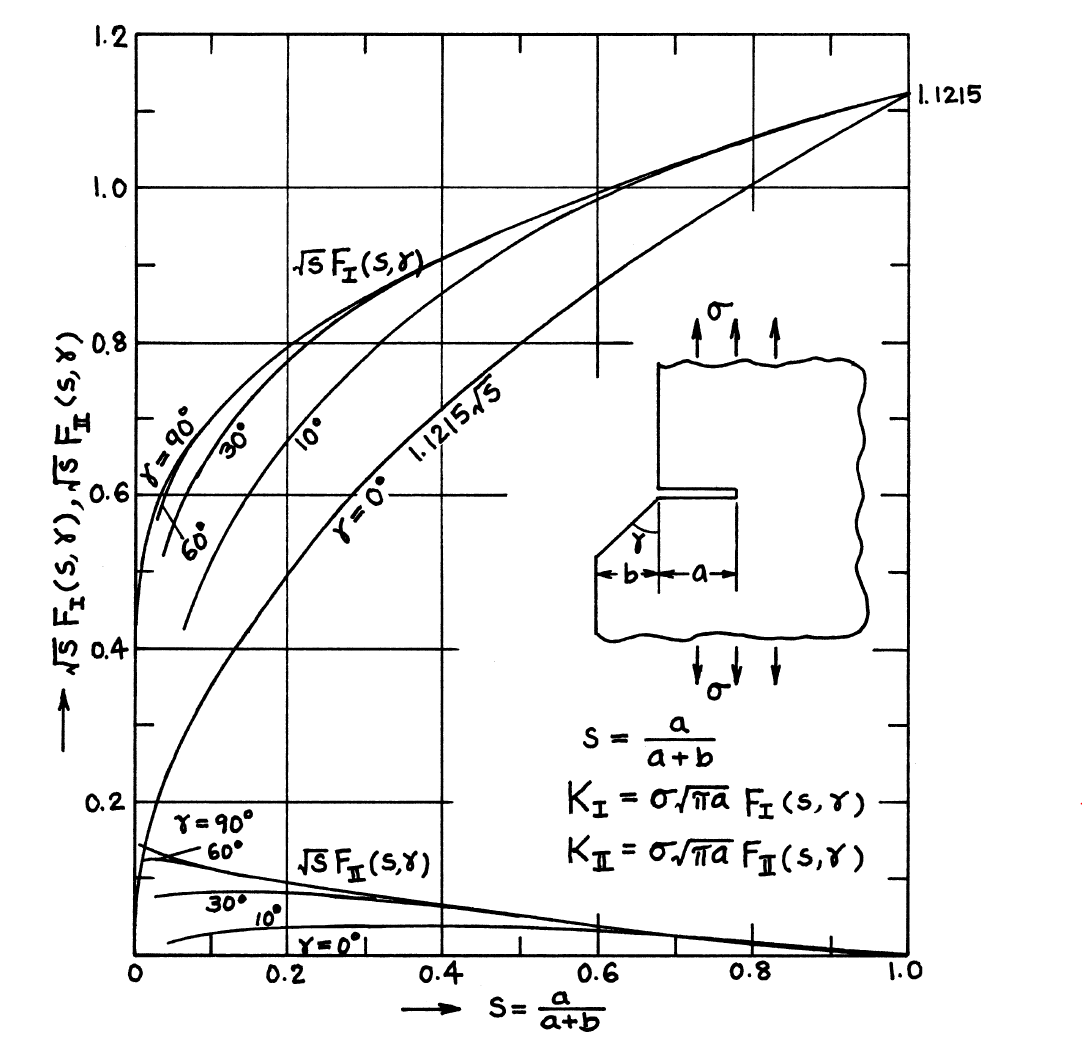 1.2
1.1215
1.0
√s F_I(s,γ)
σ
0.8
γ=90°
30°
10°
1.1215√s
0.6
γ=0°
60°
γ
b
a
→ √s F_I(s,γ), √s F_II(s,γ)
0.4
σ
s = a/(a+b)
0.2
K_I = σ√πa F_I(s,γ)
γ=90°
60°
√s F_II(s,γ)
K_II = σ√πa F_II(s,γ)
30°
10°
γ=0°
0 0.2 0.4 0.6 0.8 1.0
→ S = a/(a+b)